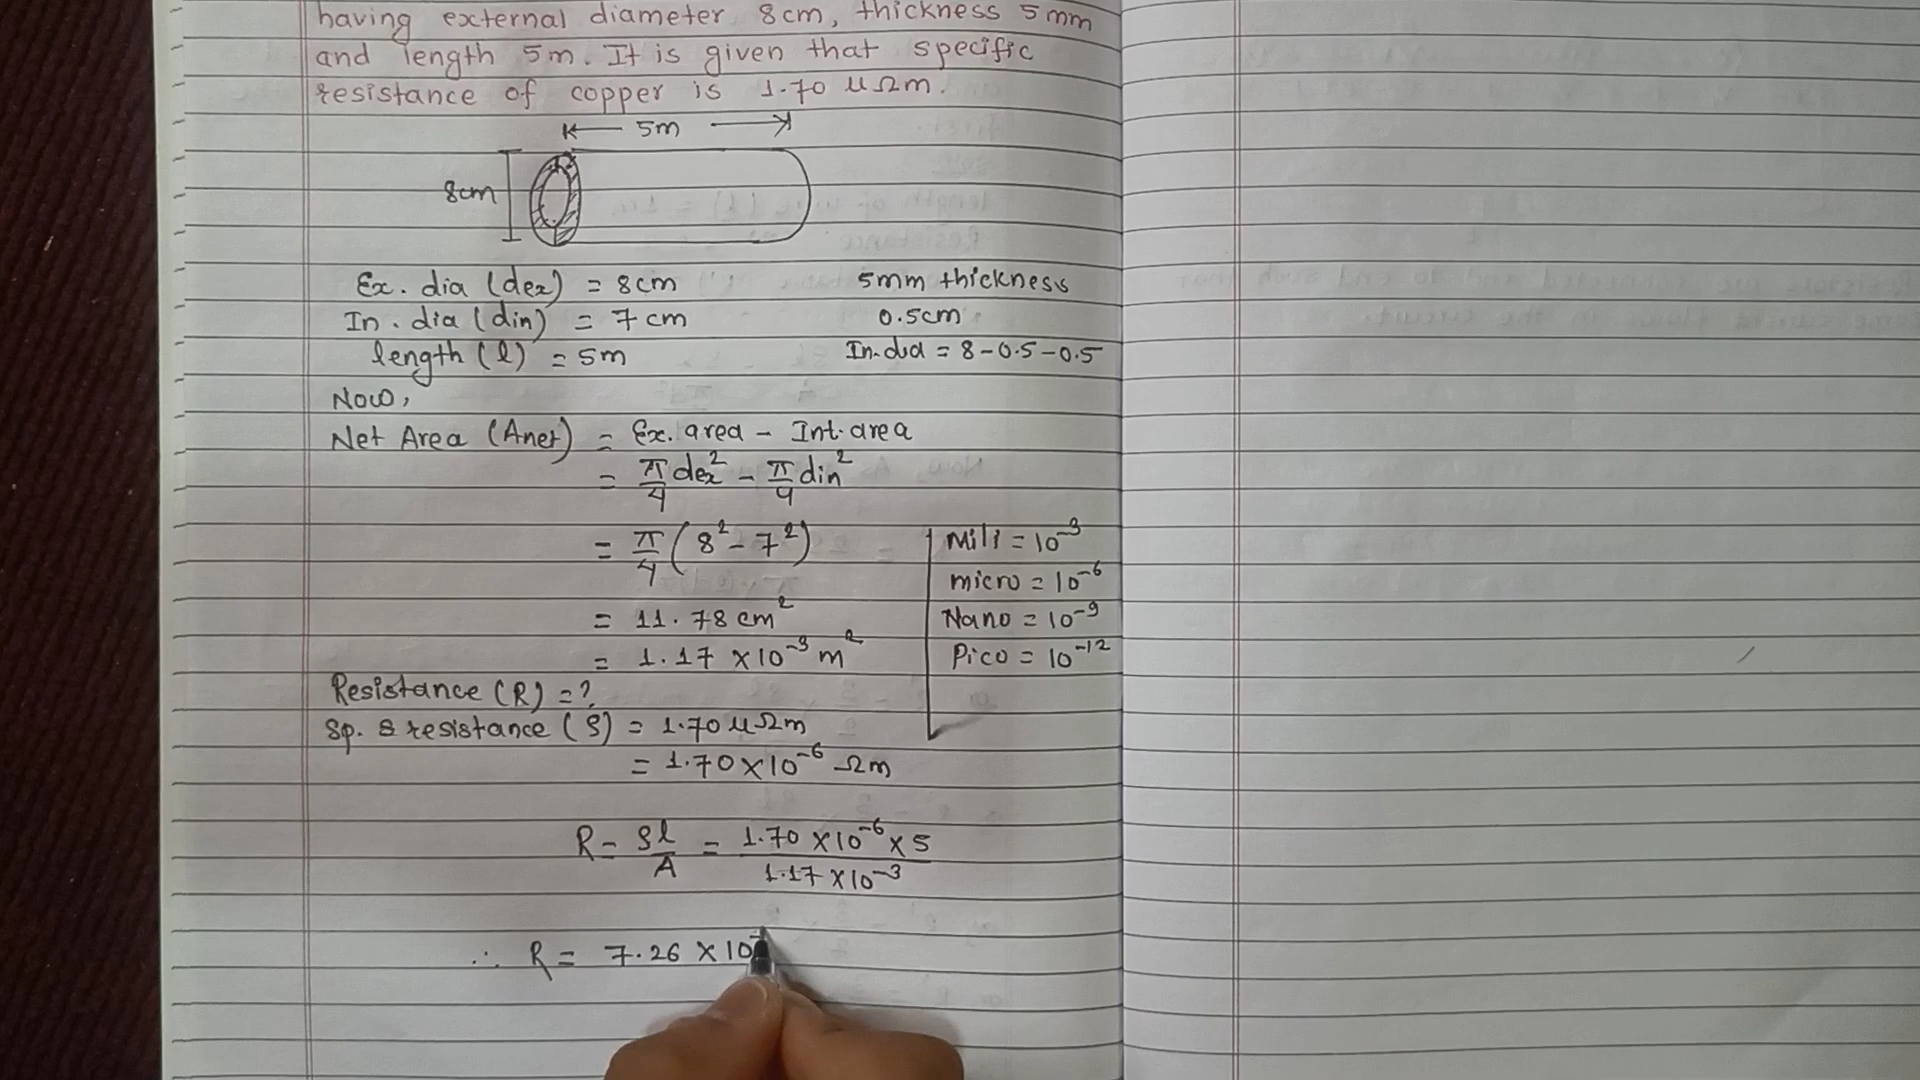 having external diameter 8cm, thickness 5mm
and length 5m. It is given that specific
resistance of copper is 1.70 μΩm.
5m
8cm
Ex. dia (dex) = 8cm
5mm thickness
In. dia (din) = 7cm
0.5cm
length (l) = 5m
In. dia = 8-0.5-0.5
Now,
Net Area (Anet) = Ex. area - Int. area
= π/4 dex² - π/4 din²
= π/4 (8² - 7²)
= 11.78 cm²
= 1.17 × 10⁻³ m²
Mili = 10⁻³
micro = 10⁻⁶
Nano = 10⁻⁹
Pico = 10⁻¹²
Resistance (R) = ?
Sp. resistance (ρ) = 1.70 μΩm
= 1.70 × 10⁻⁶ Ωm
R = ρl/A = 1.70 × 10⁻⁶ × 5 / 1.17 × 10⁻³
∴ R = 7.26 × 10